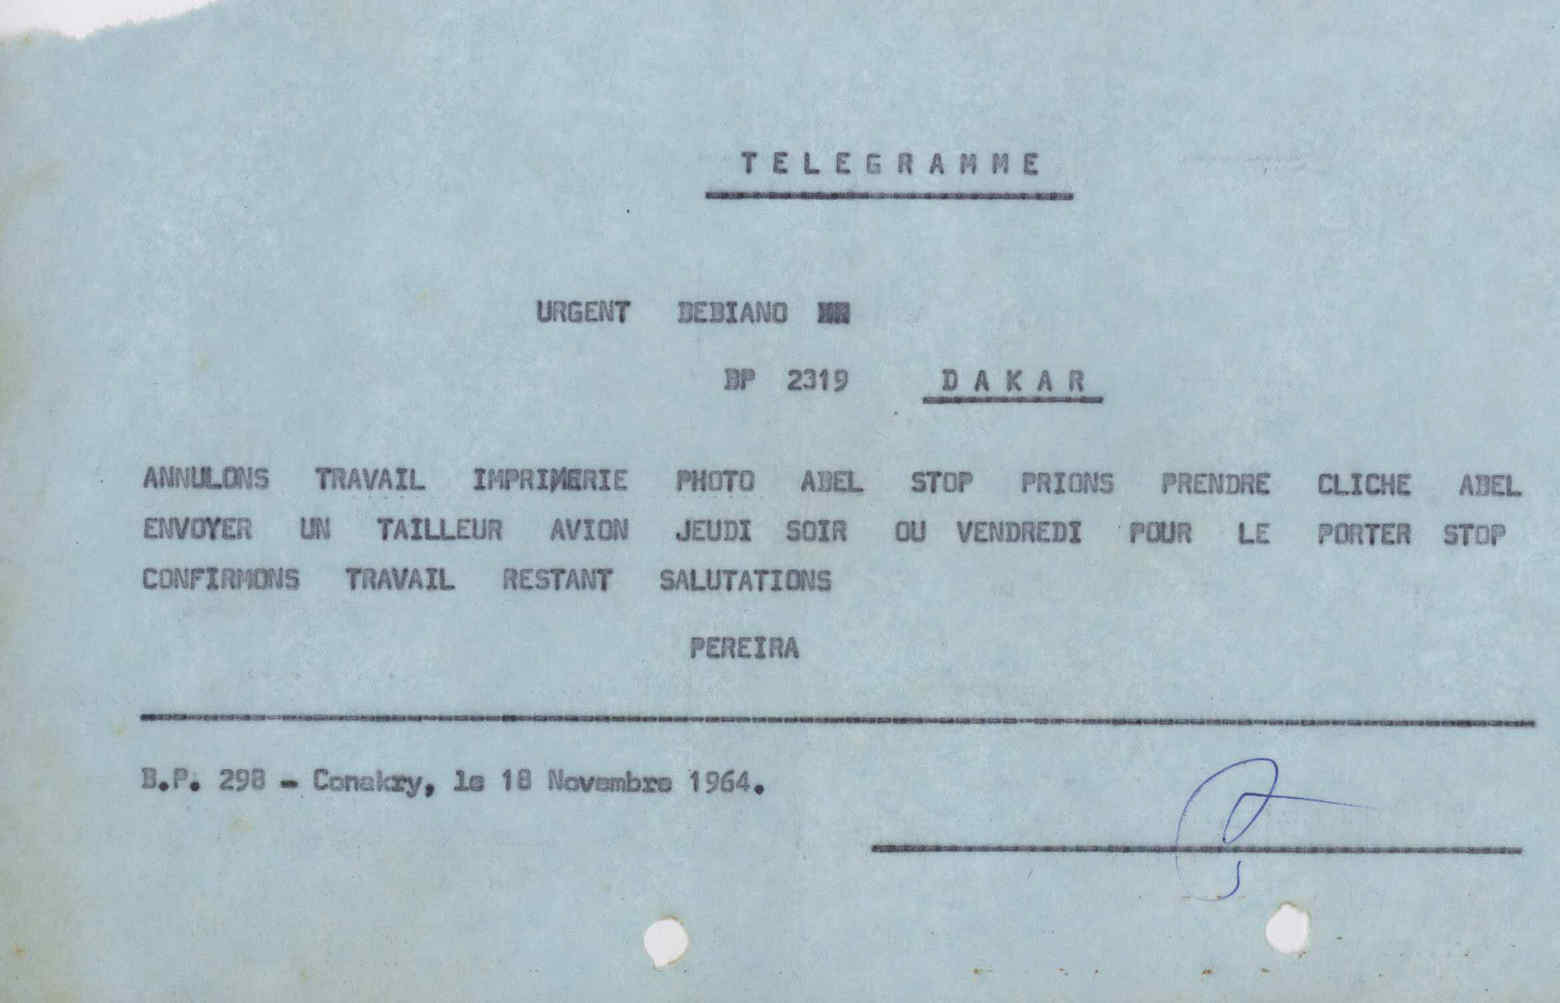 TELEGRAMME
URGENT DEBIANO
BP 2319 DAKAR
ANNULONS TRAVAIL IMPRIMERIE PHOTO ABEL STOP PRIONS PRENDRE CLICHE ABEL
ENVOYER UN TAILLEUR AVION JEUDI SOIR OU VENDREDI POUR LE PORTER STOP
CONFIRMONS TRAVAIL RESTANT SALUTATIONS
PEREIRA
B.P. 298 - Conakry, le 18 Novembre 1964.